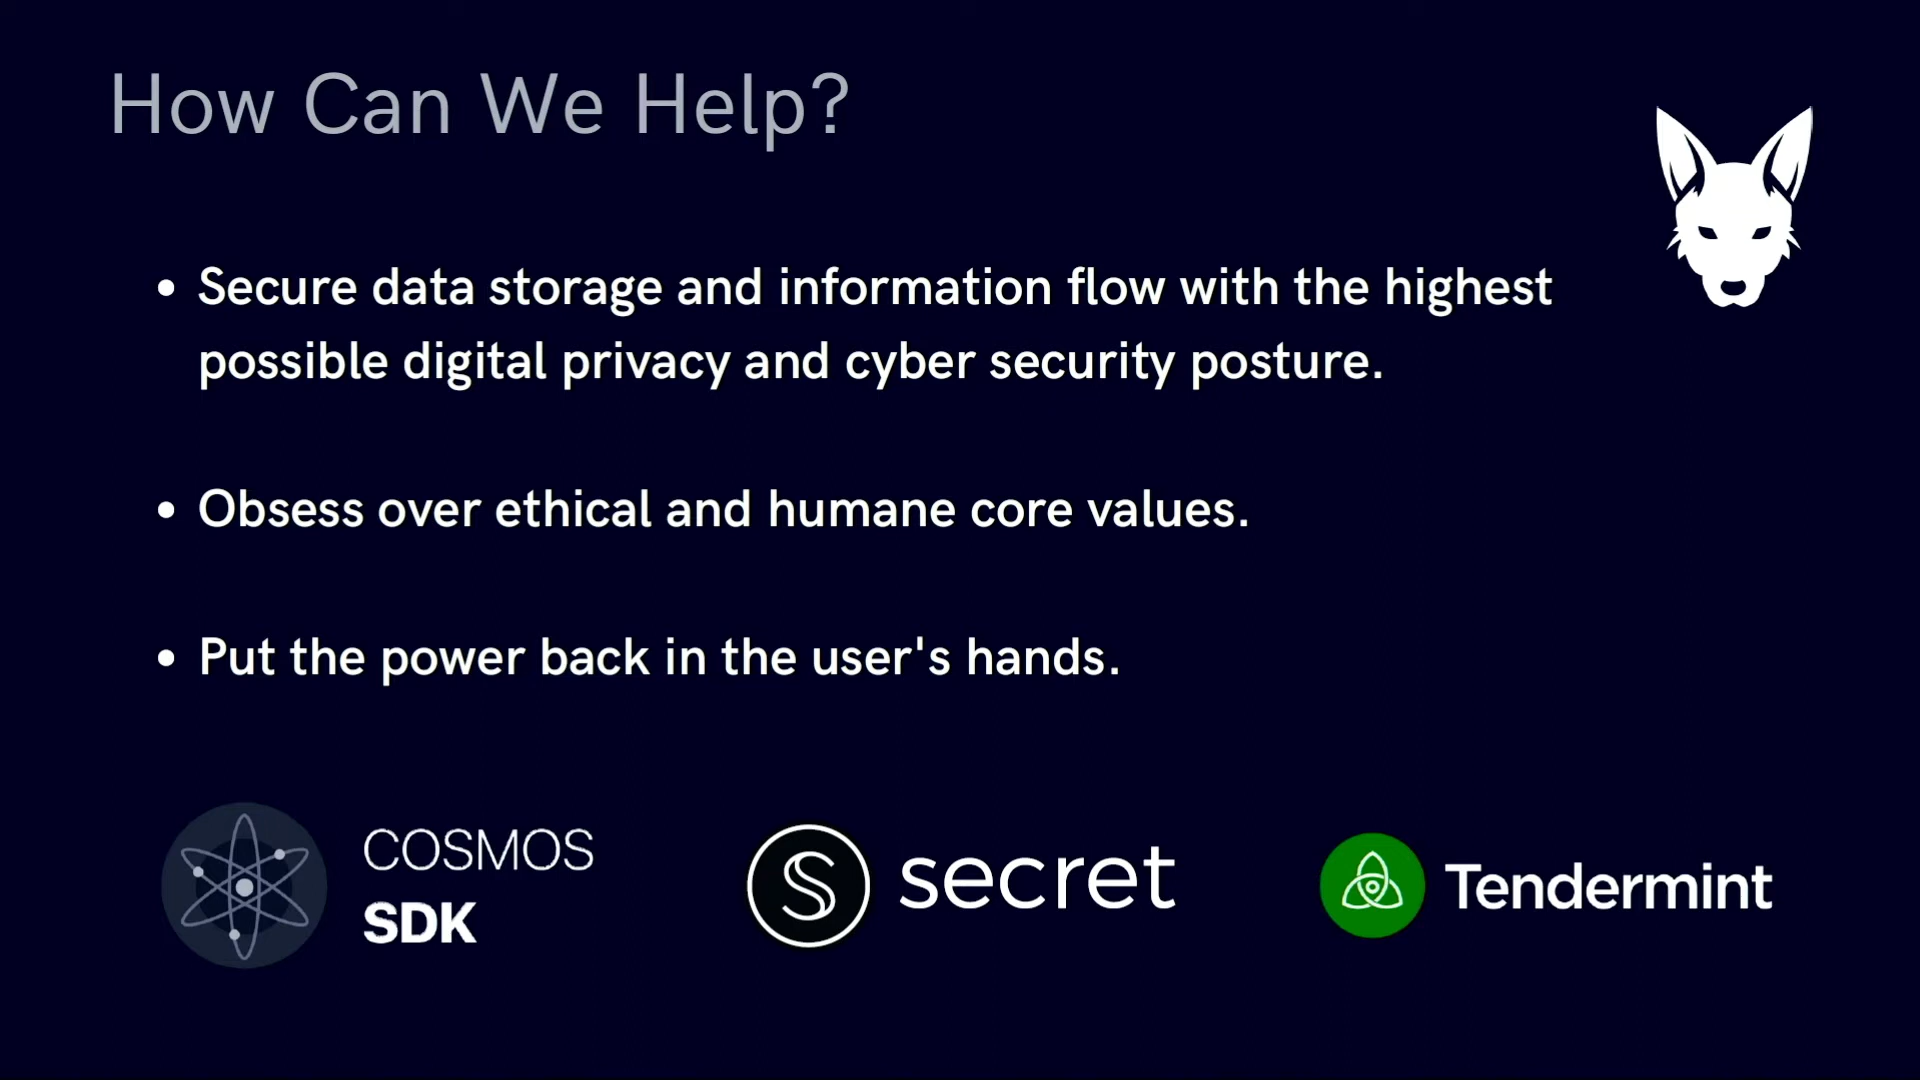 How Can We Help?
• Secure data storage and information flow with the highest
possible digital privacy and cyber security posture.
• Obsess over ethical and humane core values.
• Put the power back in the user's hands.
COSMOS
SDK
secret
Tendermint